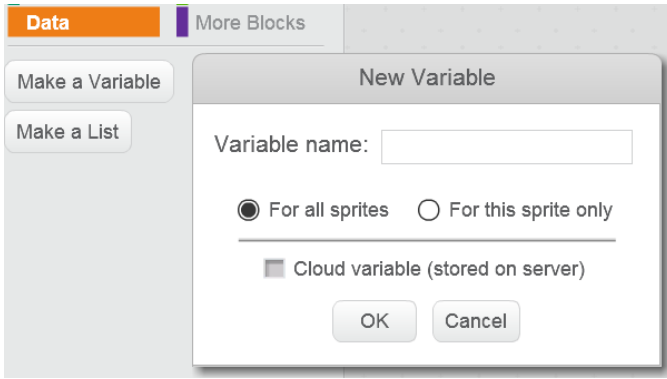 Data
More Blocks
Make a Variable
Make a List
New Variable
Variable name:
For all sprites
For this sprite only
Cloud variable (stored on server)
OK
Cancel